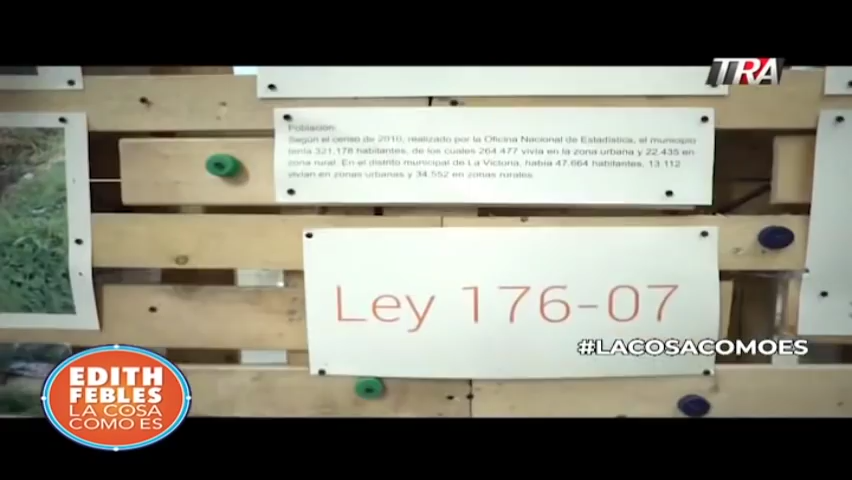 TRA
Población:
Según el censo de 2010, realizado por la Oficina Nacional de Estadística, el municipio
tenía 321.178 habitantes, de los cuales 264.477 vivía en la zona urbana y 22.435 en
zona rural. En el distrito municipal de La Victoria, había 47.664 habitantes, 13.112
vivían en zonas urbanas y 34.552 en zonas rurales.
Ley 176-07
#LACOSACOMOES
EDITH
FEBLES
LA COSA
COMO ES